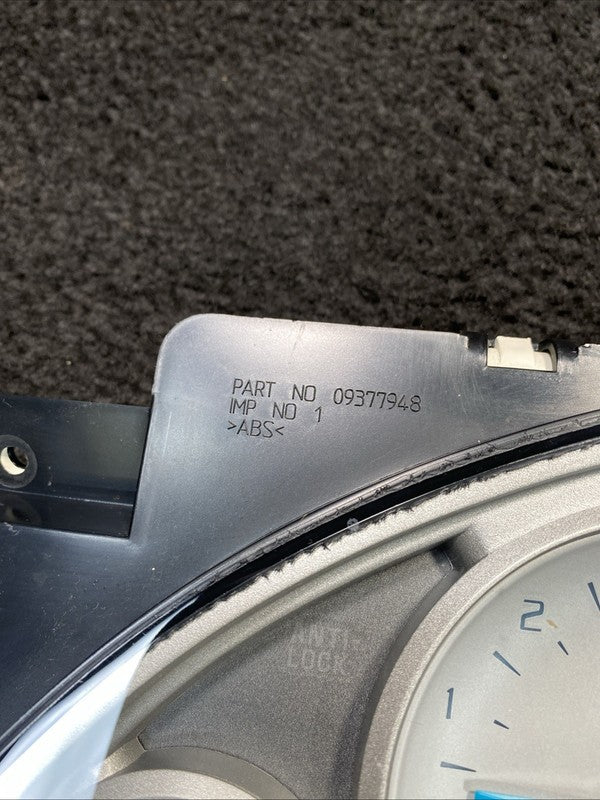 PART NO 09377948
IMP NO 1
>ABS<
ANTI-
LOCK
2
1